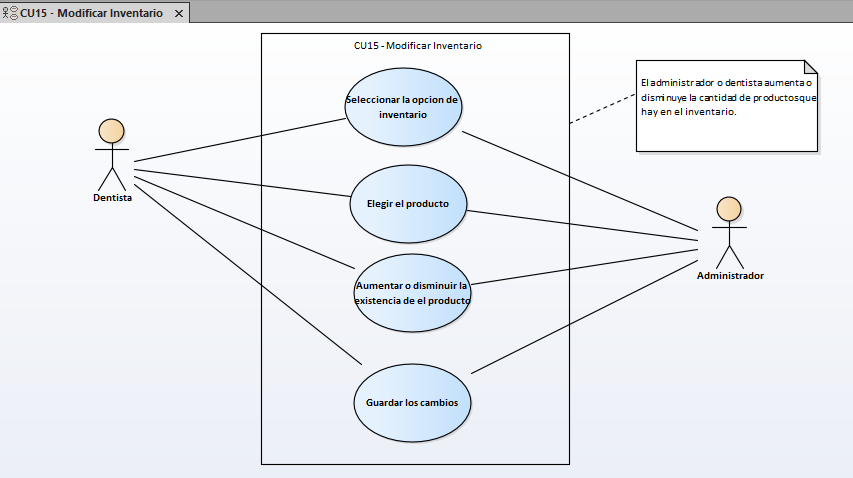 CU15 - Modificar Inventario
CU15 - Modificar Inventario
El administrador o dentista aumenta o
disminuye la cantidad de productos que
hay en el inventario.
Seleccionar la opcion de
inventario
Dentista
Elegir el producto
Administrador
Aumentar o disminuir la
existencia de el producto
Guardar los cambios